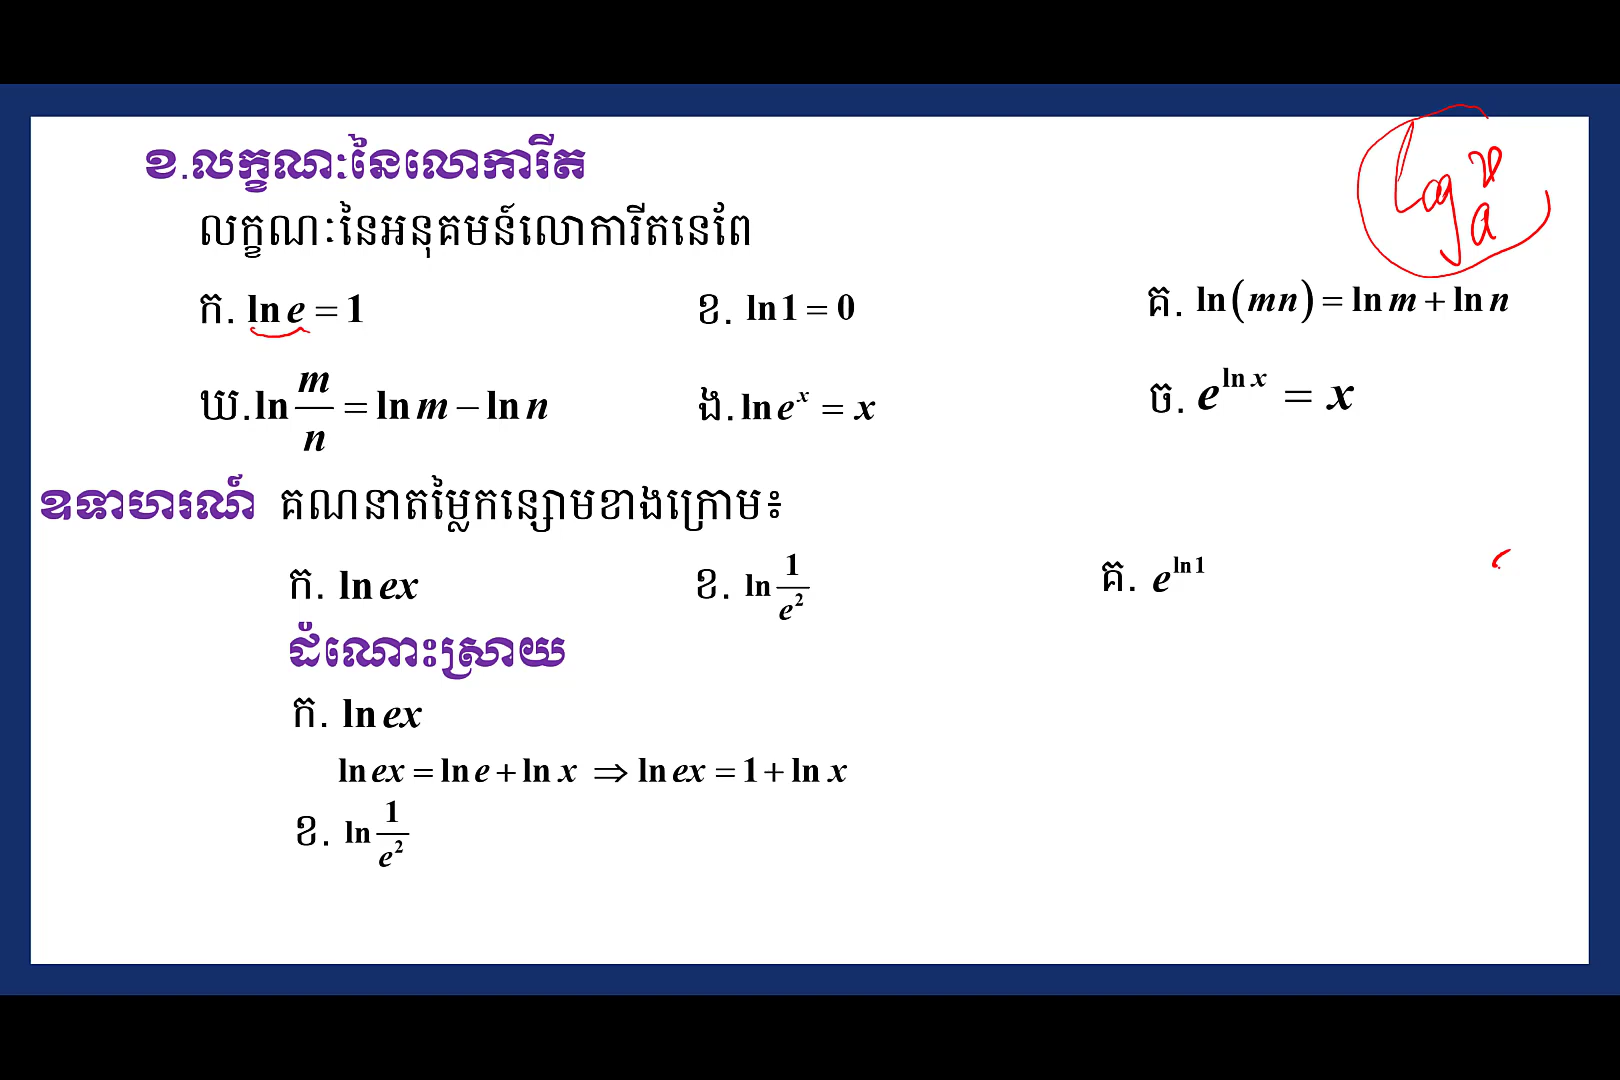 ខ.លក្ខណៈនៃលោការីត
លក្ខណៈនៃអនុគមន៍លោការីតនេពែ
ក. ln e = 1 ខ. ln 1 = 0 គ. ln(mn) = ln m + ln n
ឃ. ln m/n = ln m − ln n ង. ln e^x = x ច. e^{ln x} = x
ឧទាហរណ៍ គណនាតម្លៃកន្សោមខាងក្រោម៖
ក. ln ex ខ. ln 1/e² គ. e^{ln 1}
ដំណោះស្រាយ
ក. ln ex
ln ex = ln e + ln x ⇒ ln ex = 1 + ln x
ខ. ln 1/e²